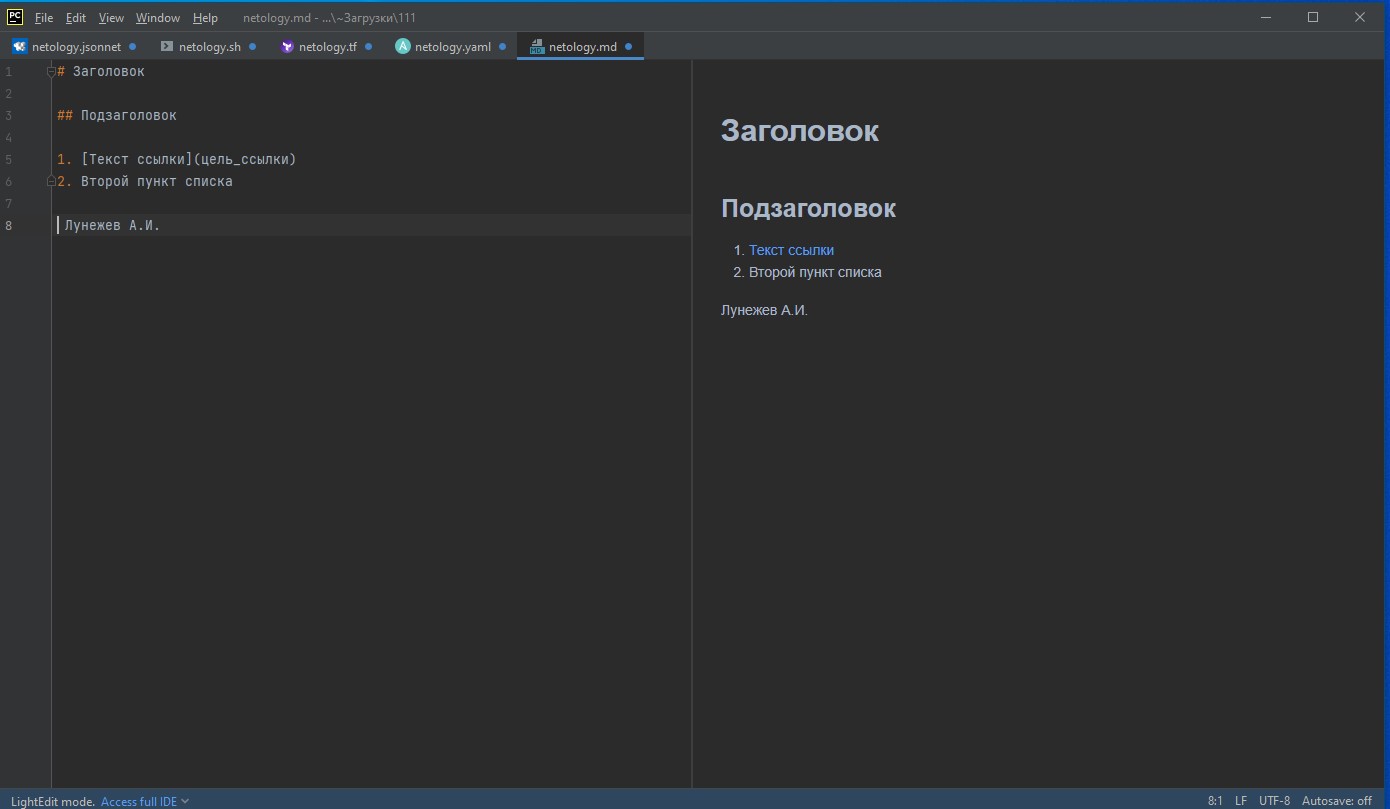 PC File Edit View Window Help netology.md - ...\~Загрузки\111
netology.jsonnet netology.sh netology.tf A netology.yaml MD netology.md
1 # Заголовок
2
3 ## Подзаголовок
4
5 1. [Текст ссылки](цель_ссылки)
6 2. Второй пункт списка
7
8 Лунежев А.И.
Заголовок
Подзаголовок
1. Текст ссылки
2. Второй пункт списка
Лунежев А.И.
LightEdit mode. Access full IDE 8:1 LF UTF-8 Autosave: off